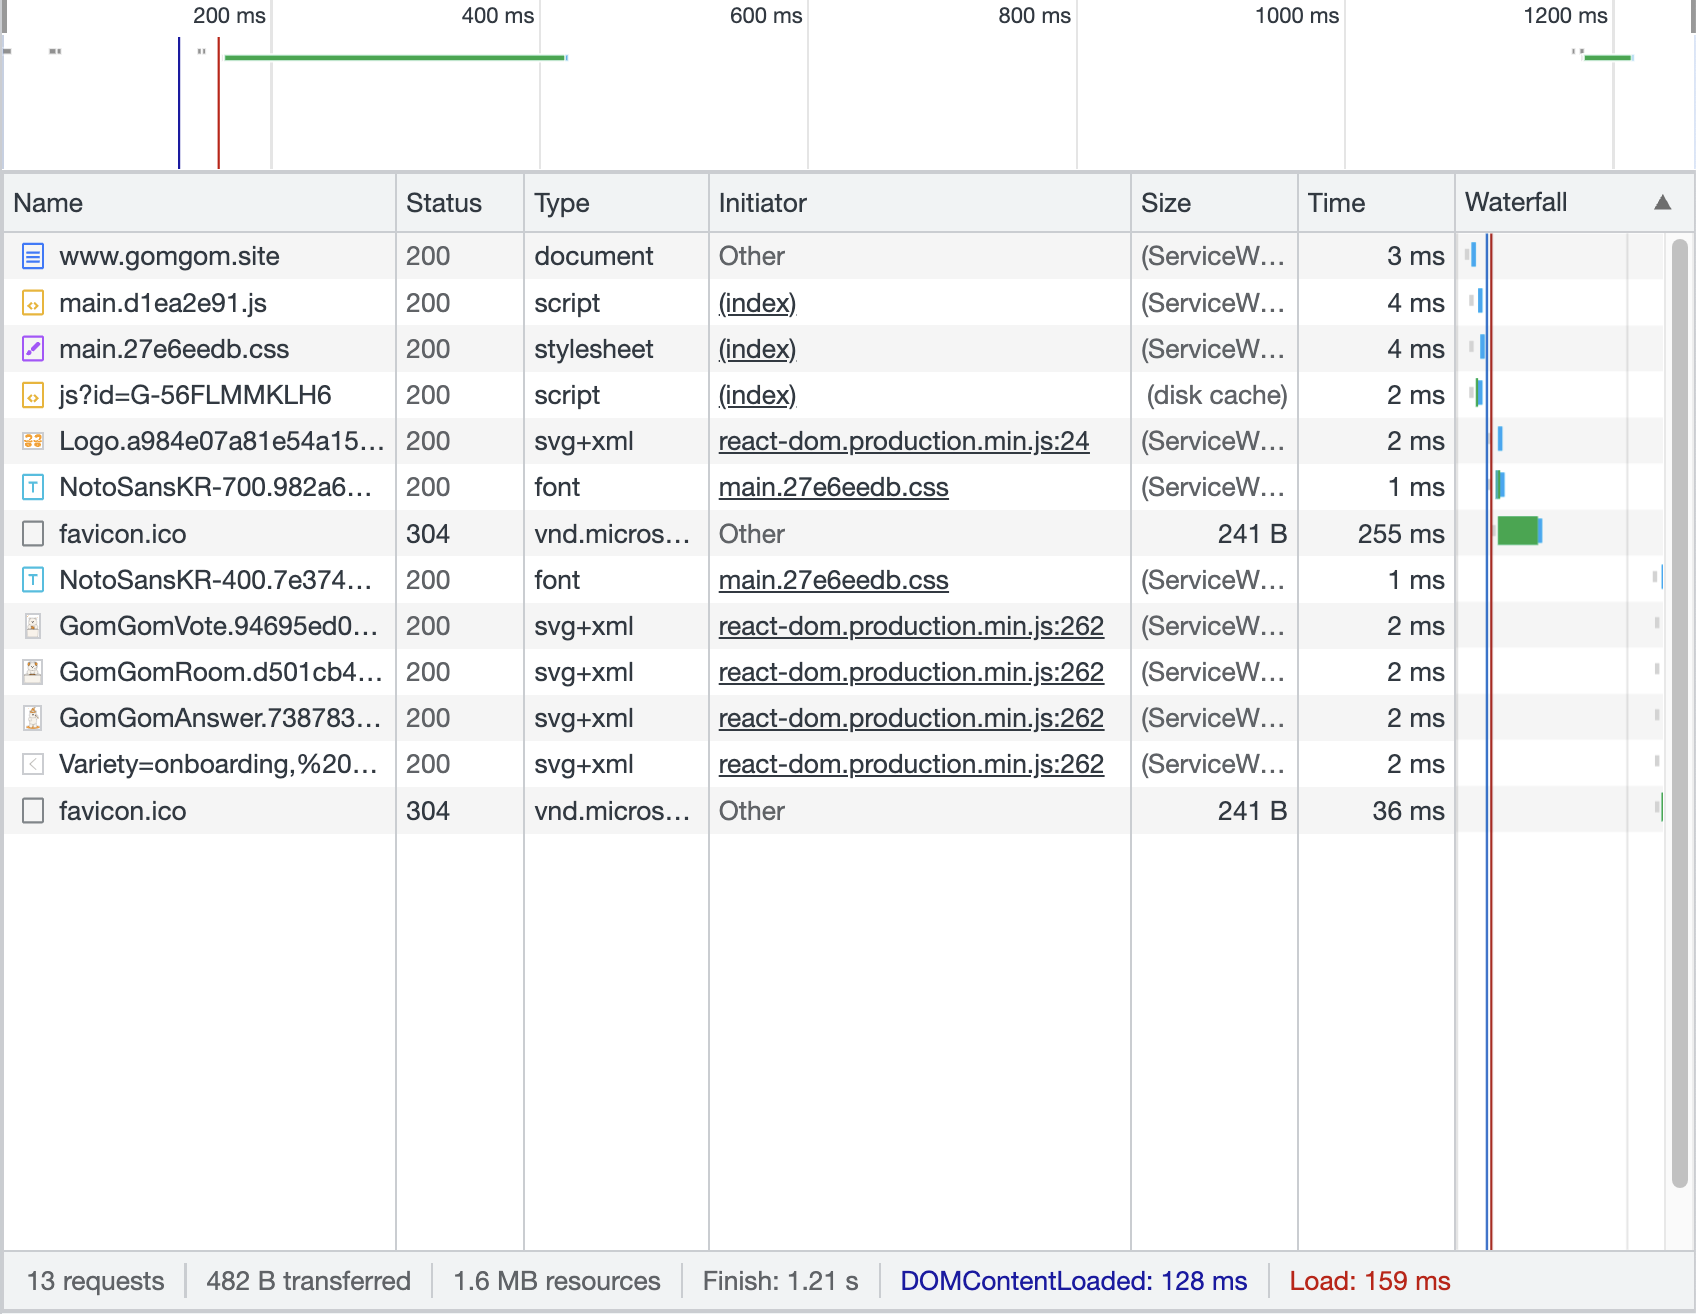 200 ms 400 ms 600 ms 800 ms 1000 ms 1200 ms
Name Status Type Initiator Size Time Waterfall ▲
www.gomgom.site 200 document Other (ServiceW... 3 ms
main.d1ea2e91.js 200 script (index) (ServiceW... 4 ms
main.27e6eedb.css 200 stylesheet (index) (ServiceW... 4 ms
js?id=G-56FLMMKLH6 200 script (index) (disk cache) 2 ms
Logo.a984e07a81e54a15... 200 svg+xml react-dom.production.min.js:24 (ServiceW... 2 ms
NotoSansKR-700.982a6... 200 font main.27e6eedb.css (ServiceW... 1 ms
favicon.ico 304 vnd.micros... Other 241 B 255 ms
NotoSansKR-400.7e374... 200 font main.27e6eedb.css (ServiceW... 1 ms
GomGomVote.94695ed0... 200 svg+xml react-dom.production.min.js:262 (ServiceW... 2 ms
GomGomRoom.d501cb4... 200 svg+xml react-dom.production.min.js:262 (ServiceW... 2 ms
GomGomAnswer.738783... 200 svg+xml react-dom.production.min.js:262 (ServiceW... 2 ms
Variety=onboarding,%20... 200 svg+xml react-dom.production.min.js:262 (ServiceW... 2 ms
favicon.ico 304 vnd.micros... Other 241 B 36 ms
13 requests 482 B transferred 1.6 MB resources Finish: 1.21 s DOMContentLoaded: 128 ms Load: 159 ms